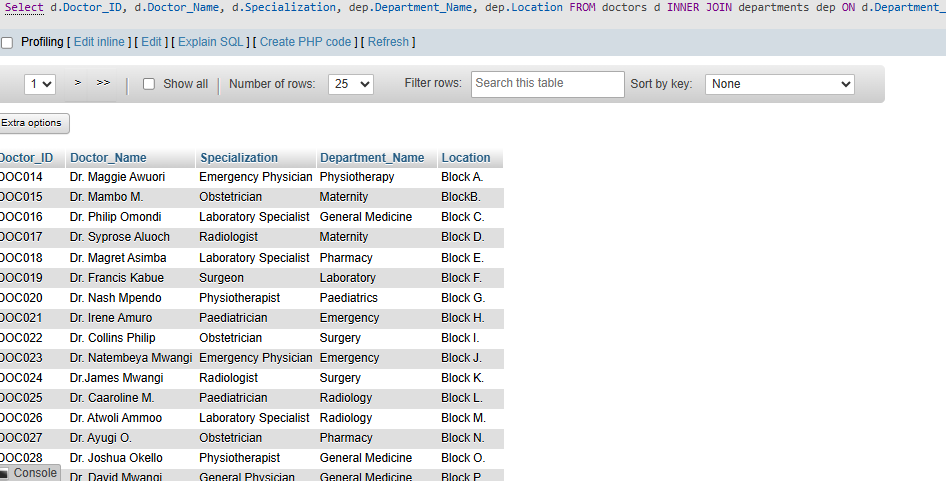 Select d.Doctor_ID, d.Doctor_Name, d.Specialization, dep.Department_Name, dep.Location FROM doctors d INNER JOIN departments dep ON d.Department_
Profiling [ Edit inline ] [ Edit ] [ Explain SQL ] [ Create PHP code ] [ Refresh ]
1 > >> | Show all | Number of rows: 25 Filter rows: Search this table Sort by key: None
Extra options
Doctor_ID Doctor_Name Specialization Department_Name Location
DOC014 Dr. Maggie Awuori Emergency Physician Physiotherapy Block A.
DOC015 Dr. Mambo M. Obstetrician Maternity BlockB.
DOC016 Dr. Philip Omondi Laboratory Specialist General Medicine Block C.
DOC017 Dr. Syprose Aluoch Radiologist Maternity Block D.
DOC018 Dr. Magret Asimba Laboratory Specialist Pharmacy Block E.
DOC019 Dr. Francis Kabue Surgeon Laboratory Block F.
DOC020 Dr. Nash Mpendo Physiotherapist Paediatrics Block G.
DOC021 Dr. Irene Amuro Paediatrician Emergency Block H.
DOC022 Dr. Collins Philip Obstetrician Surgery Block I.
DOC023 Dr. Natembeya Mwangi Emergency Physician Emergency Block J.
DOC024 Dr.James Mwangi Radiologist Surgery Block K.
DOC025 Dr. Caaroline M. Paediatrician Radiology Block L.
DOC026 Dr. Atwoli Ammoo Laboratory Specialist Radiology Block M.
DOC027 Dr. Ayugi O. Obstetrician Pharmacy Block N.
DOC028 Dr. Joshua Okello Physiotherapist General Medicine Block O.
Console Dr. David Mwangi General Physician General Medicine Block P